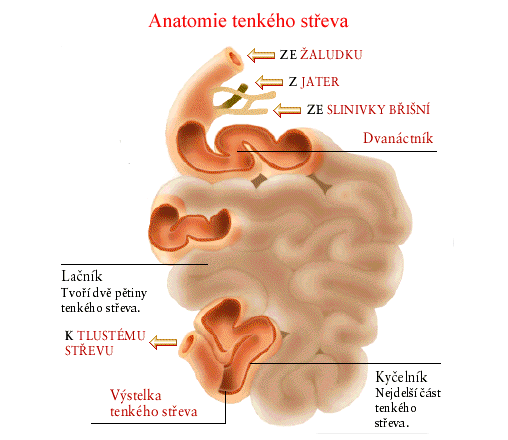 Anatomie tenkého střeva
ZE ŽALUDKU
Z JATER
ZE SLINIVKY BŘIŠNÍ
Dvanáctník
Lačník
Tvoří dvě pětiny
tenkého střeva.
K TLUSTÉMU
STŘEVU
Kyčelník
Nejdelší část
tenkého
střeva.
Výstelka
tenkého střeva